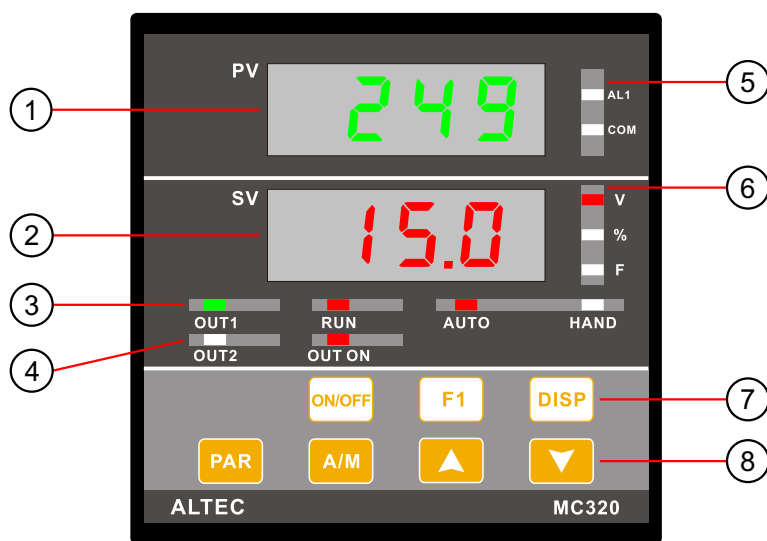 PV
249
AL1
COM
SV
15.0
V
%
F
OUT1
RUN
AUTO
HAND
OUT2
OUT ON
ON/OFF
F1
DISP
PAR
A/M
ALTEC
MC320
1
2
3
4
5
6
7
8